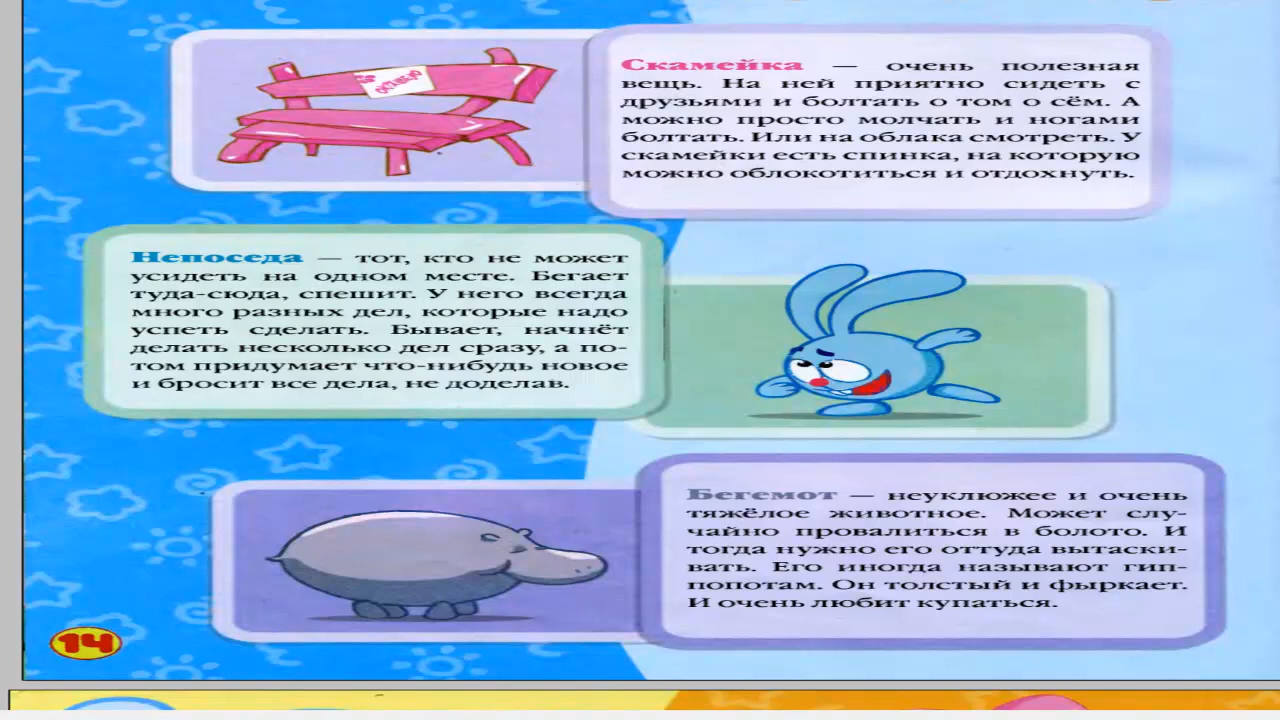 Скамейка — очень полезная
вещь. На ней приятно сидеть с
друзьями и болтать о том о сём. А
можно просто молчать и ногами
болтать. Или на облака смотреть. У
скамейки есть спинка, на которую
можно облокотиться и отдохнуть.
Непоседа — тот, кто не может
усидеть на одном месте. Бегает
туда-сюда, спешит. У него всегда
много разных дел, которые надо
успеть сделать. Бывает, начнёт
делать несколько дел сразу, а по-
том придумает что-нибудь новое
и бросит все дела, не доделав.
Бегемот — неуклюжее и очень
тяжёлое животное. Может слу-
чайно провалиться в болото. И
тогда нужно его оттуда вытаски-
вать. Его иногда называют гип-
попотам. Он толстый и фыркает.
И очень любит купаться.
14